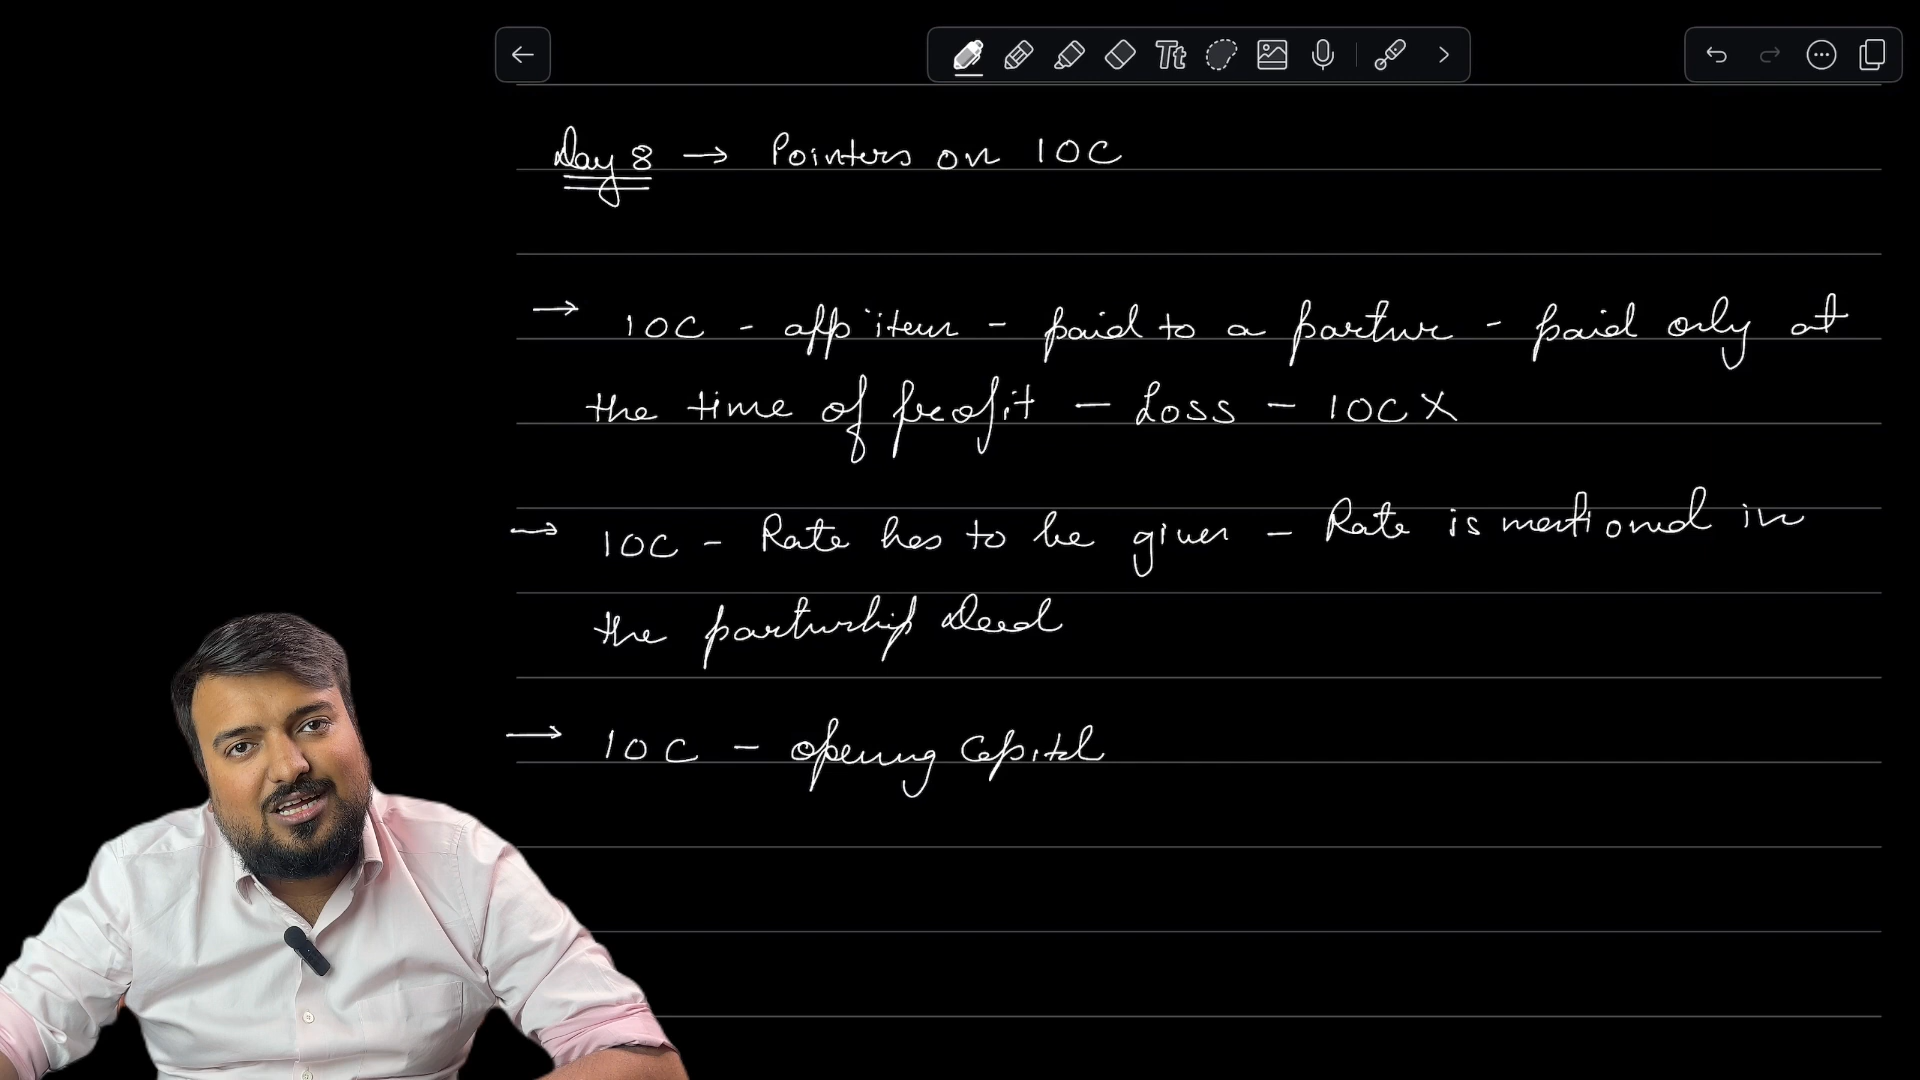 Day 8 → Pointers on IOC
→ IOC - app item - paid to a partner - paid only at
the time of profit - Loss - IOC X
→ IOC - Rate has to be given - Rate is mentioned in
the partnership Deed
→ IOC - opening Capital
Tt